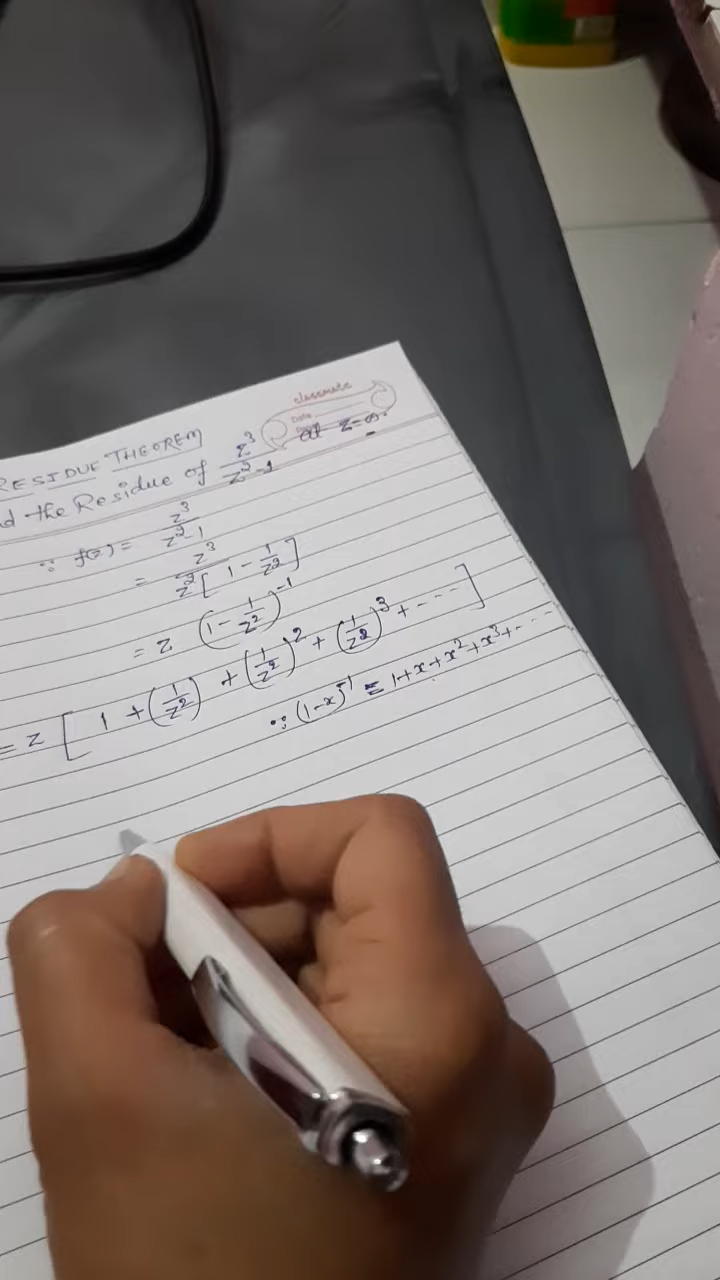 classmate
Date
RESIDUE THEOREM
d the Residue of z³/(z²-1) at z=∞.
∵ f(z) = z³/(z²-1)
= z³/(z²[1 - 1/z²])
= z (1 - 1/z²)⁻¹
= z [1 + (1/z²) + (1/z²)² + (1/z²)³ + ----]
∵ (1-x)⁻¹ = 1+x+x²+x³+----